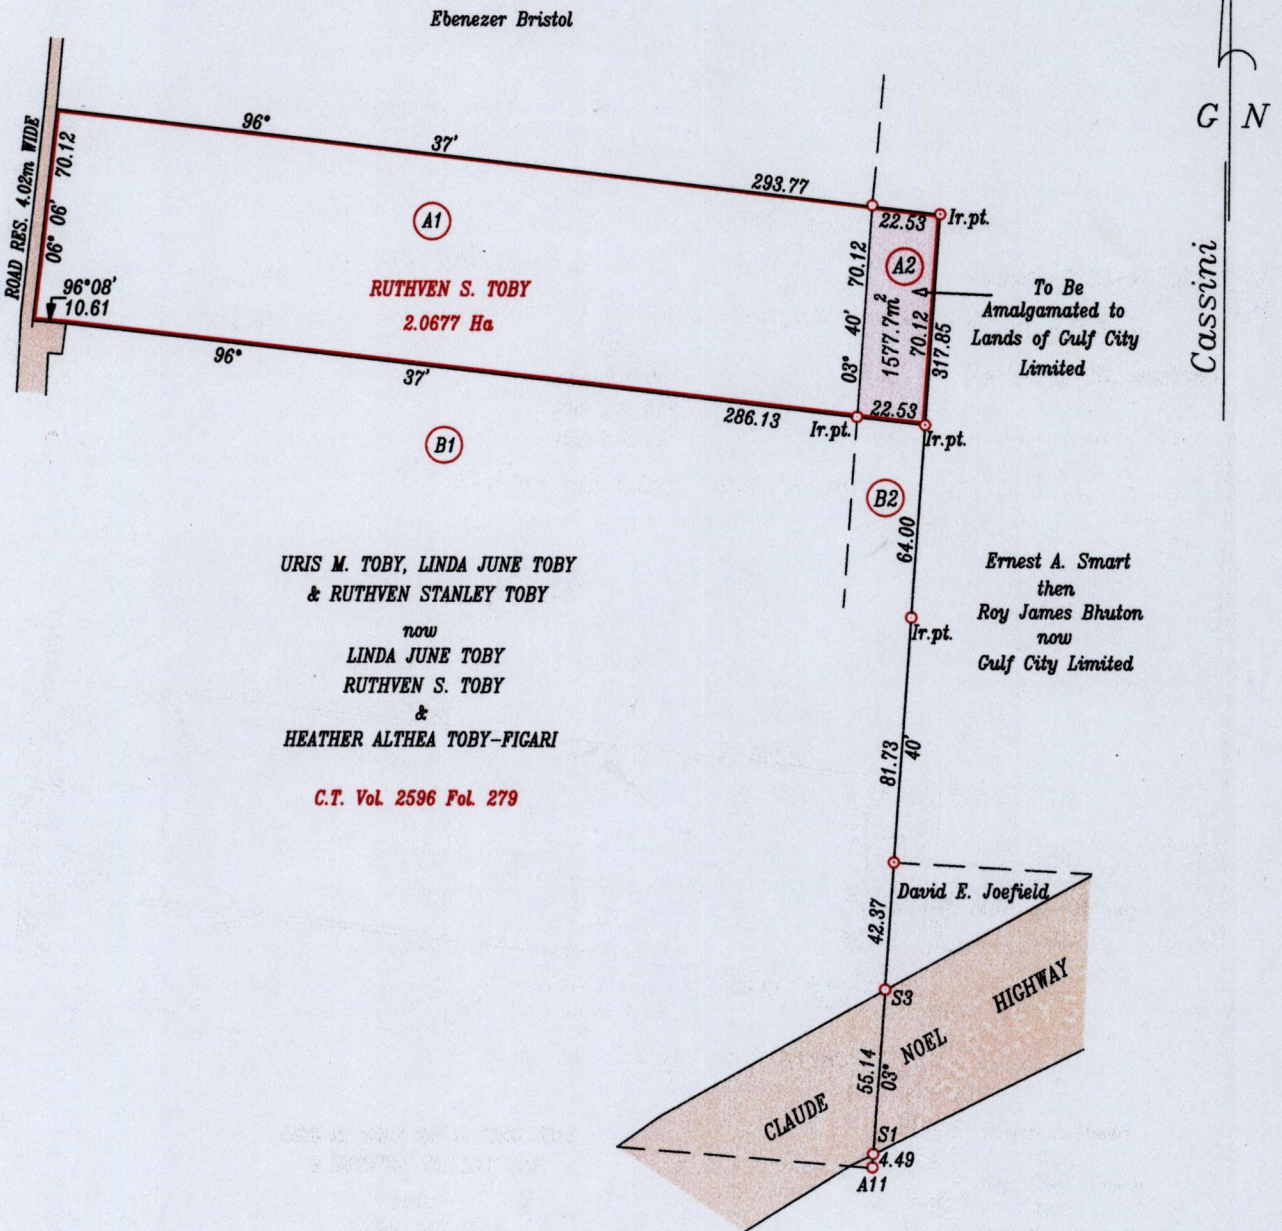 Ebenezer Bristol
G N
Cassini
ROAD RES. 4.02m WIDE
70.12
06° 06'
96° 37' 293.77
22.53
Ir.pt.
A1
RUTHVEN S. TOBY
2.0677 Ha
96°08'
10.61
96° 37' 286.13
70.12
03° 40'
A2
1577.7m²
70.12
317.85
To Be
Amalgamated to
Lands of Gulf City
Limited
22.53
Ir.pt.
Ir.pt.
B1
B2
64.00
URIS M. TOBY, LINDA JUNE TOBY
& RUTHVEN STANLEY TOBY
now
LINDA JUNE TOBY
RUTHVEN S. TOBY
&
HEATHER ALTHEA TOBY-FIGARI
C.T. Vol. 2596 Fol. 279
Ernest A. Smart
then
Roy James Bhuton
now
Gulf City Limited
Ir.pt.
81.73
40'
David E. Joefield
42.37
S3
CLAUDE NOEL HIGHWAY
55.14
03°
S1
4.49
A11